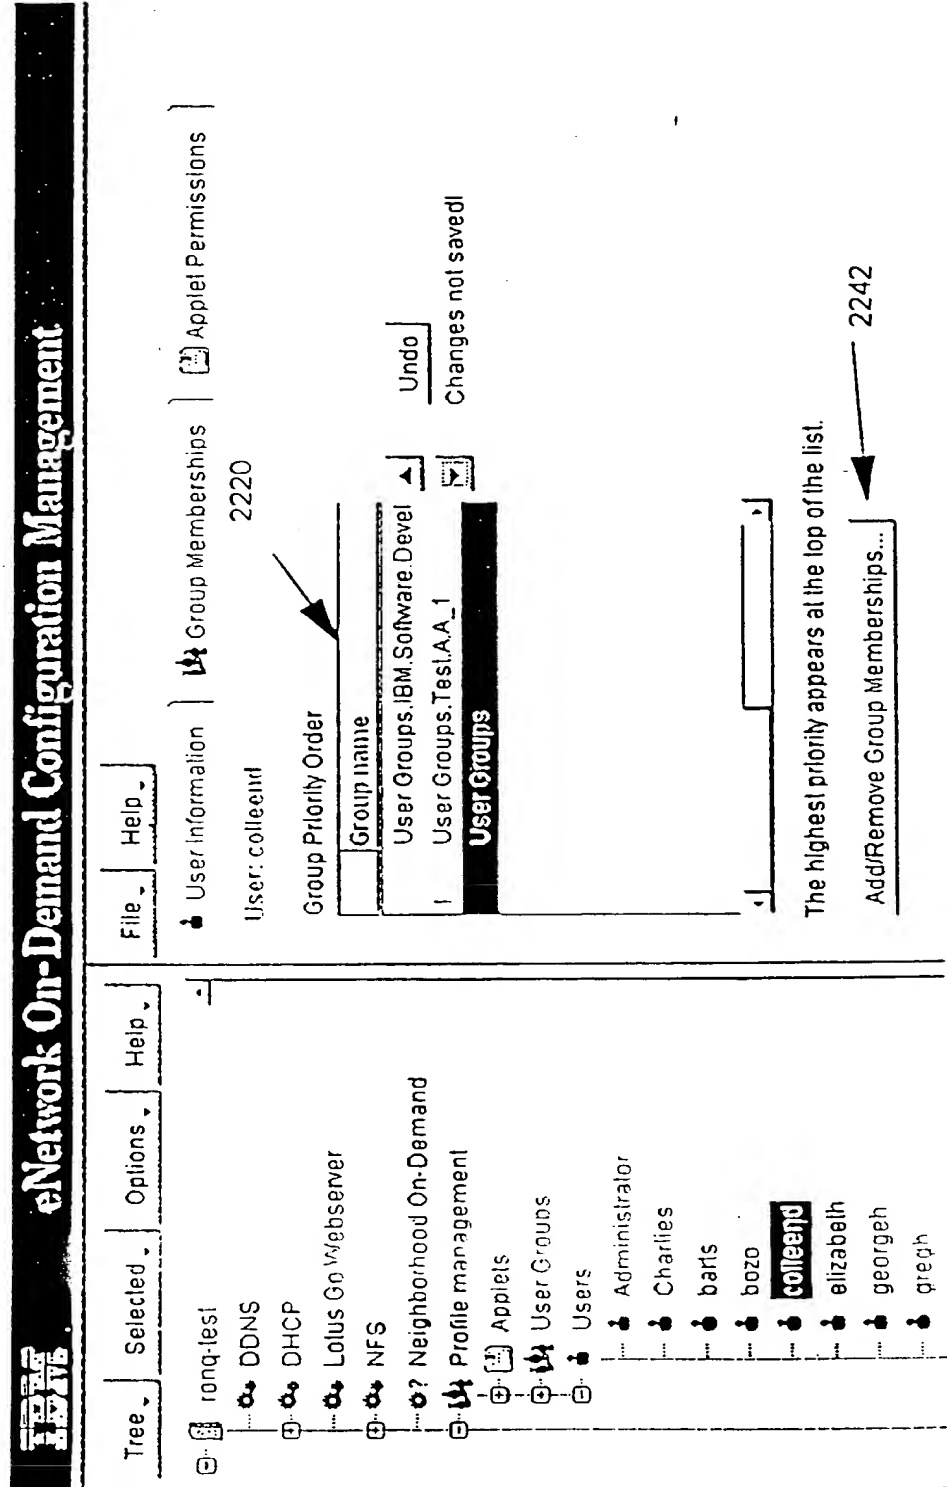 IBM eNetwork On-Demand Configuration Management
Tree Selected Options Help
ronq-test
DDNS
DHCP
Lotus Go Webserver
NFS
? Neighborhood On-Demand
Profile management
Applets
User Groups
Users
Administrator
Charlies
barts
bozo
colleend
elizabeth
georgeh
gregh
File Help
User Information Group Memberships Applet Permissions
User: colleend
2220
Group Priority Order
Group name
User Groups.IBM.Software.Devel
Undo
! User Groups.Test.A.A_1
Changes not saved!
User Groups
The highest priority appears at the top of the list.
Add/Remove Group Memberships...
2242